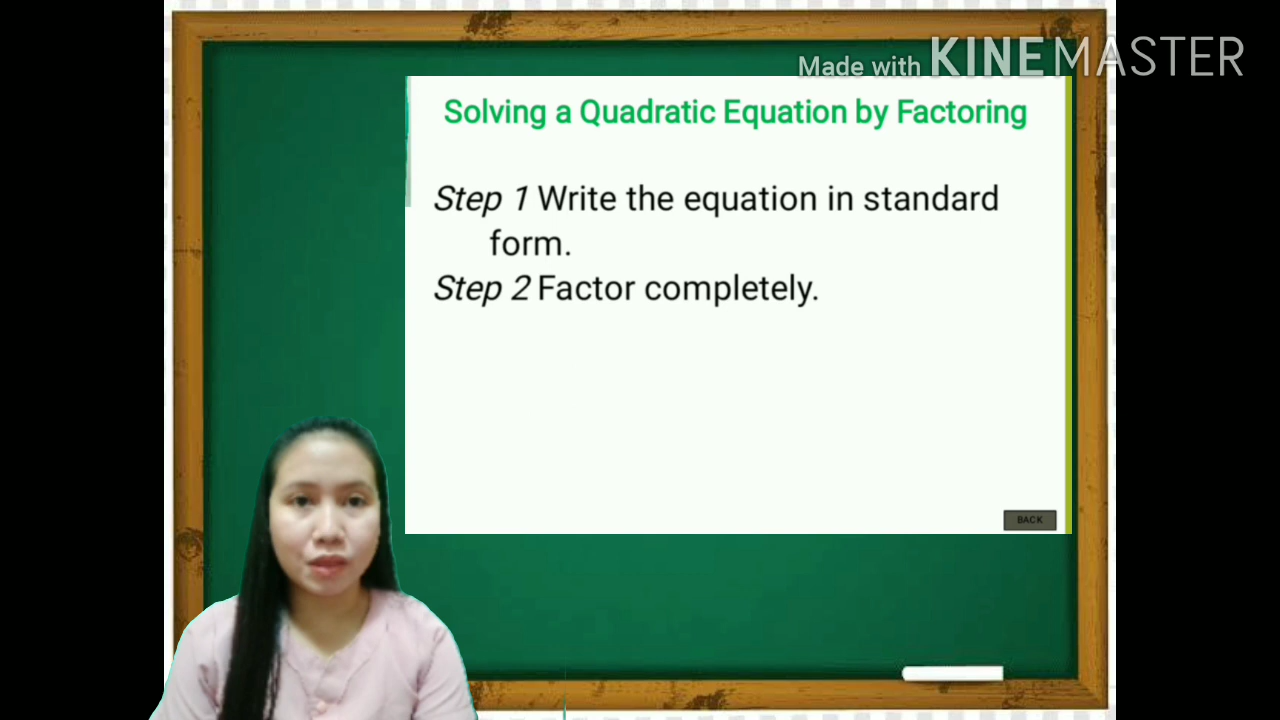 Made with KINEMASTER
Solving a Quadratic Equation by Factoring
Step 1 Write the equation in standard
form.
Step 2 Factor completely.
BACK